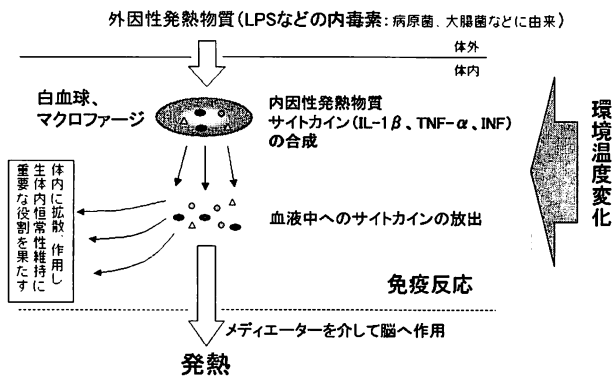 外因性発熱物質（LPSなどの内毒素：病原菌、大腸菌などに由来）
体外
体内
白血球、
マクロファージ
内因性発熱物質
サイトカイン（IL-1β、TNF-α、INF）
の合成
環境温度変化
体内に拡散、作用し
生体内恒常性維持に
重要な役割を果たす
血液中へのサイトカインの放出
免疫反応
メディエーターを介して脳へ作用
発熱